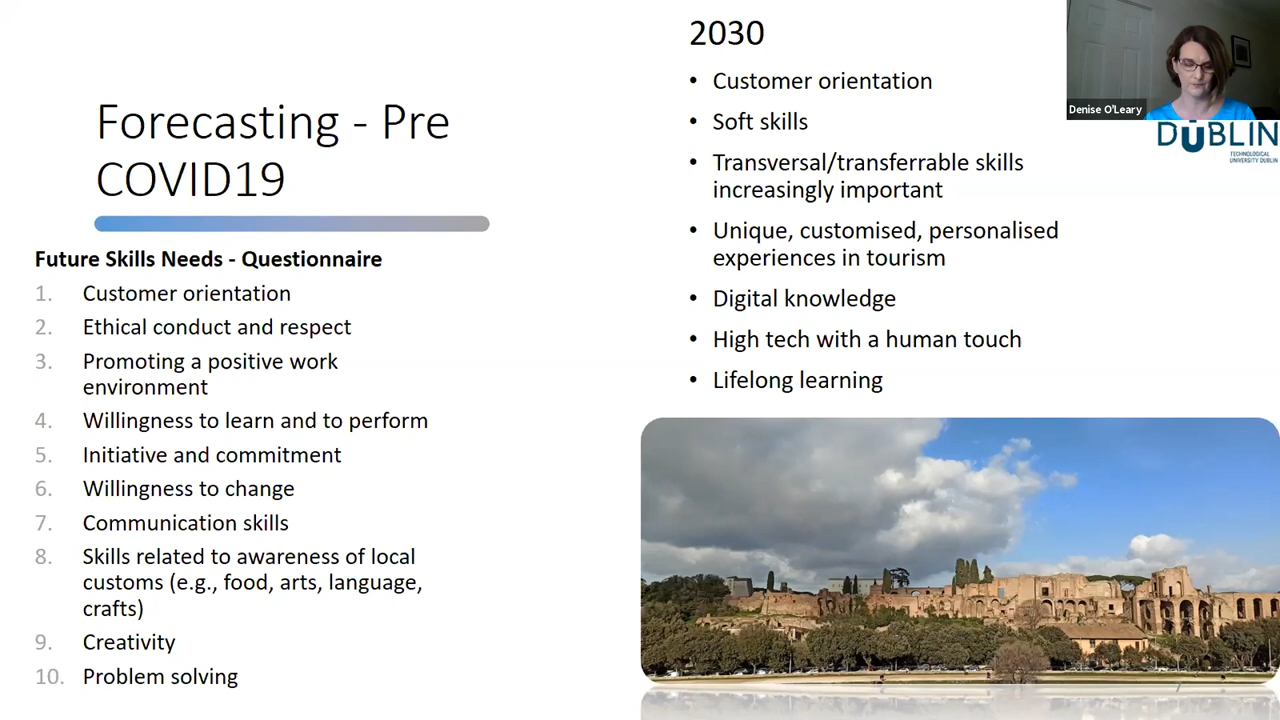 Forecasting - Pre
COVID19
Future Skills Needs - Questionnaire
1. Customer orientation
2. Ethical conduct and respect
3. Promoting a positive work
environment
4. Willingness to learn and to perform
5. Initiative and commitment
6. Willingness to change
7. Communication skills
8. Skills related to awareness of local
customs (e.g., food, arts, language,
crafts)
9. Creativity
10. Problem solving
2030
• Customer orientation
• Soft skills
• Transversal/transferrable skills
increasingly important
• Unique, customised, personalised
experiences in tourism
• Digital knowledge
• High tech with a human touch
• Lifelong learning
Denise O'Leary
DUBLIN
TECHNOLOGICAL
UNIVERSITY DUBLIN